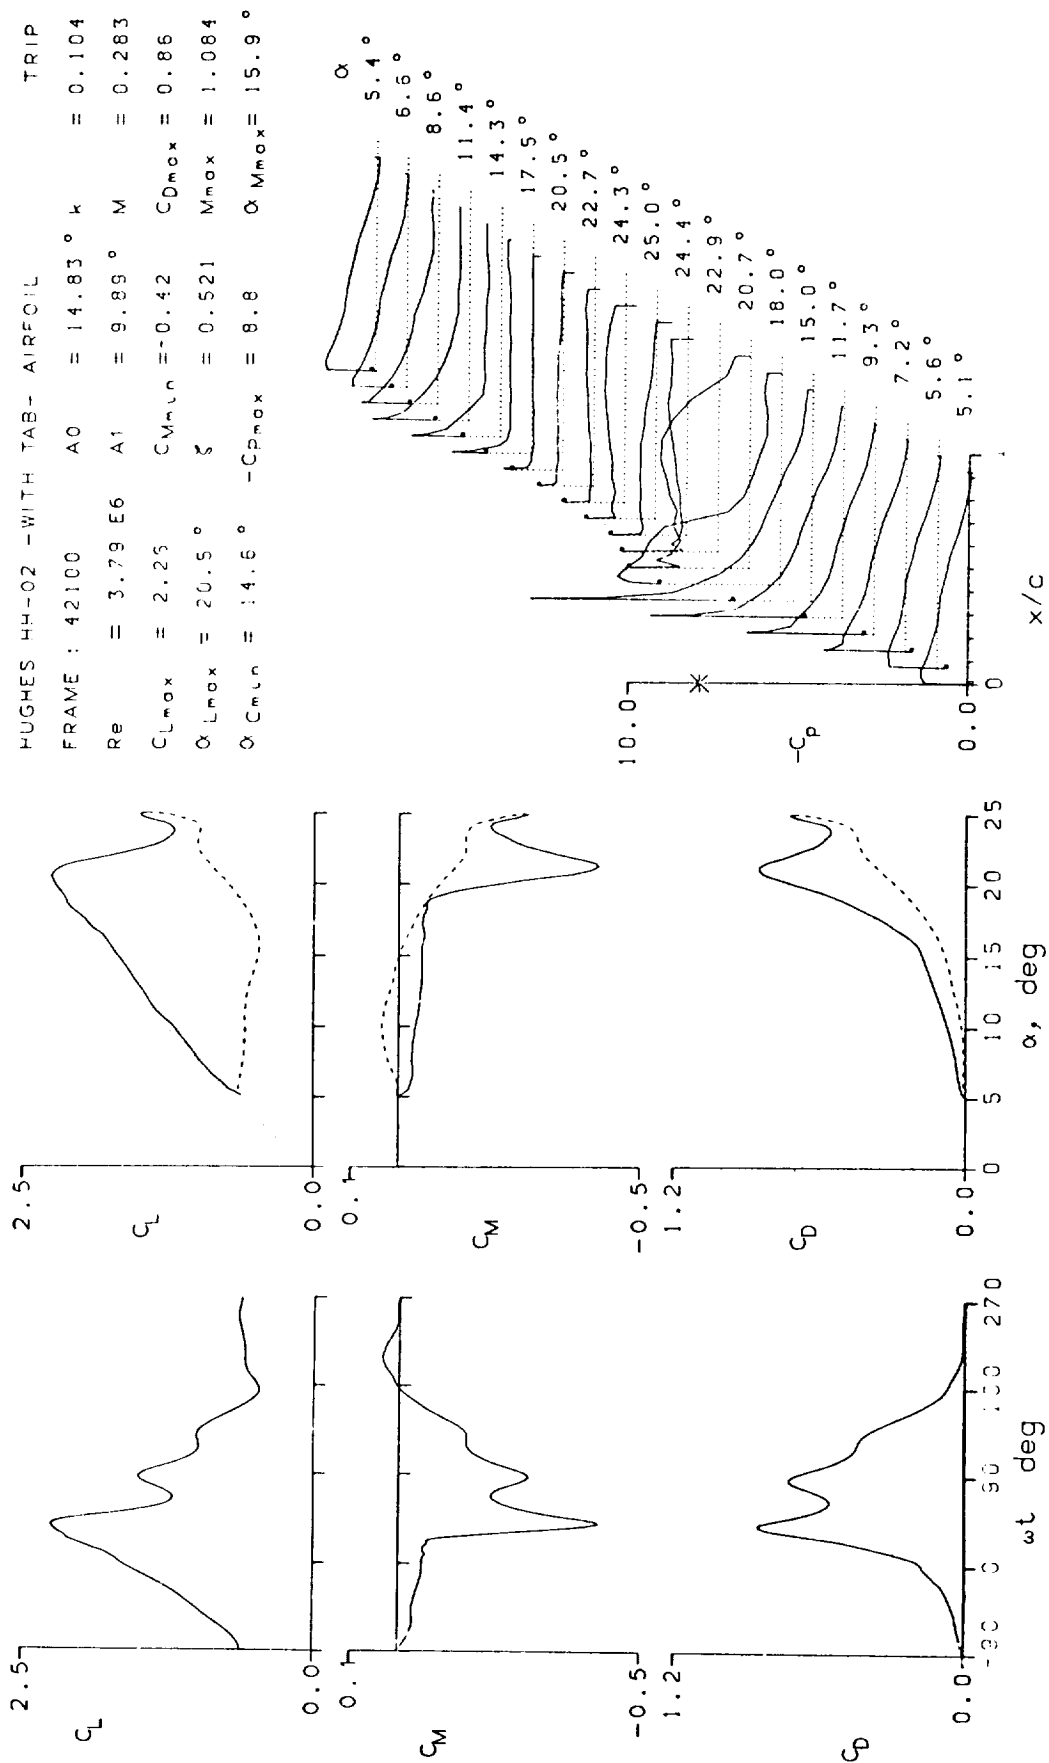 HUGHES HH-02 -WITH TAB- AIRFOIL TRIP
FRAME : 42100 A0 = 14.83° k = 0.104
Re = 3.79 E6 A1 = 9.89° M = 0.283
CLmax = 2.25 CMmin =-0.42 CDmax = 0.86
αLmax = 20.5° ζ = 0.521 Mmax = 1.084
αCmin = 14.6° -CPmax = 8.8 αMmax = 15.9°
2.5
CL
0.0
0.1
CM
-0.5
1.2
CD
0.0
-90 0 90 180 270
ωt deg
2.5
CL
0.0
0.1
CM
-0.5
1.2
CD
0.0
0 5 10 15 20 25
α, deg
α
5.4°
6.6°
8.6°
11.4°
14.3°
17.5°
20.5°
22.7°
24.3°
25.0°
24.4°
22.9°
20.7°
18.0°
15.0°
11.7°
9.3°
7.2°
5.6°
5.1°
10.0
-Cp
0.0
0 1
x/c